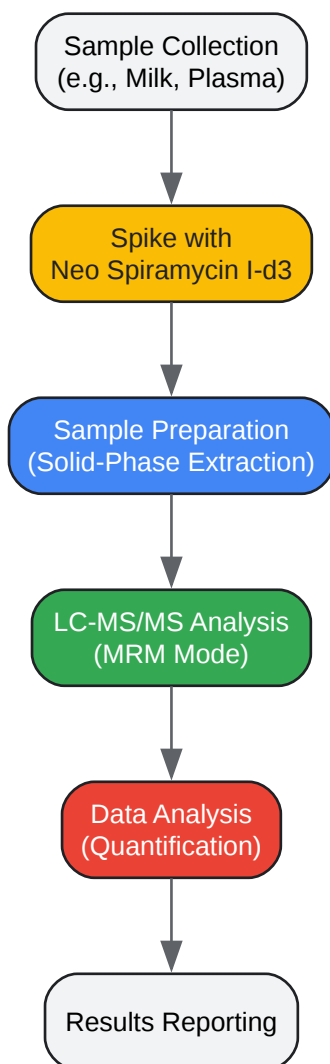 Sample Collection
(e.g., Milk, Plasma)
Spike with
Neo Spiramycin I-d3
Sample Preparation
(Solid-Phase Extraction)
LC-MS/MS Analysis
(MRM Mode)
Data Analysis
(Quantification)
Results Reporting